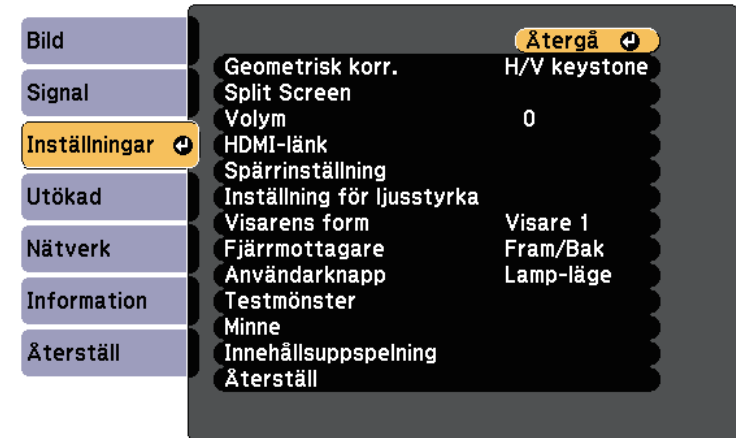 Bild
Signal
Inställningar
Utökad
Nätverk
Information
Återställ
Återgå
Geometrisk korr. H/V keystone
Split Screen
Volym 0
HDMI-länk
Spärrinställning
Inställning för ljusstyrka
Visarens form Visare 1
Fjärrmottagare Fram/Bak
Användarknapp Lamp-läge
Testmönster
Minne
Innehållsuppspelning
Återställ